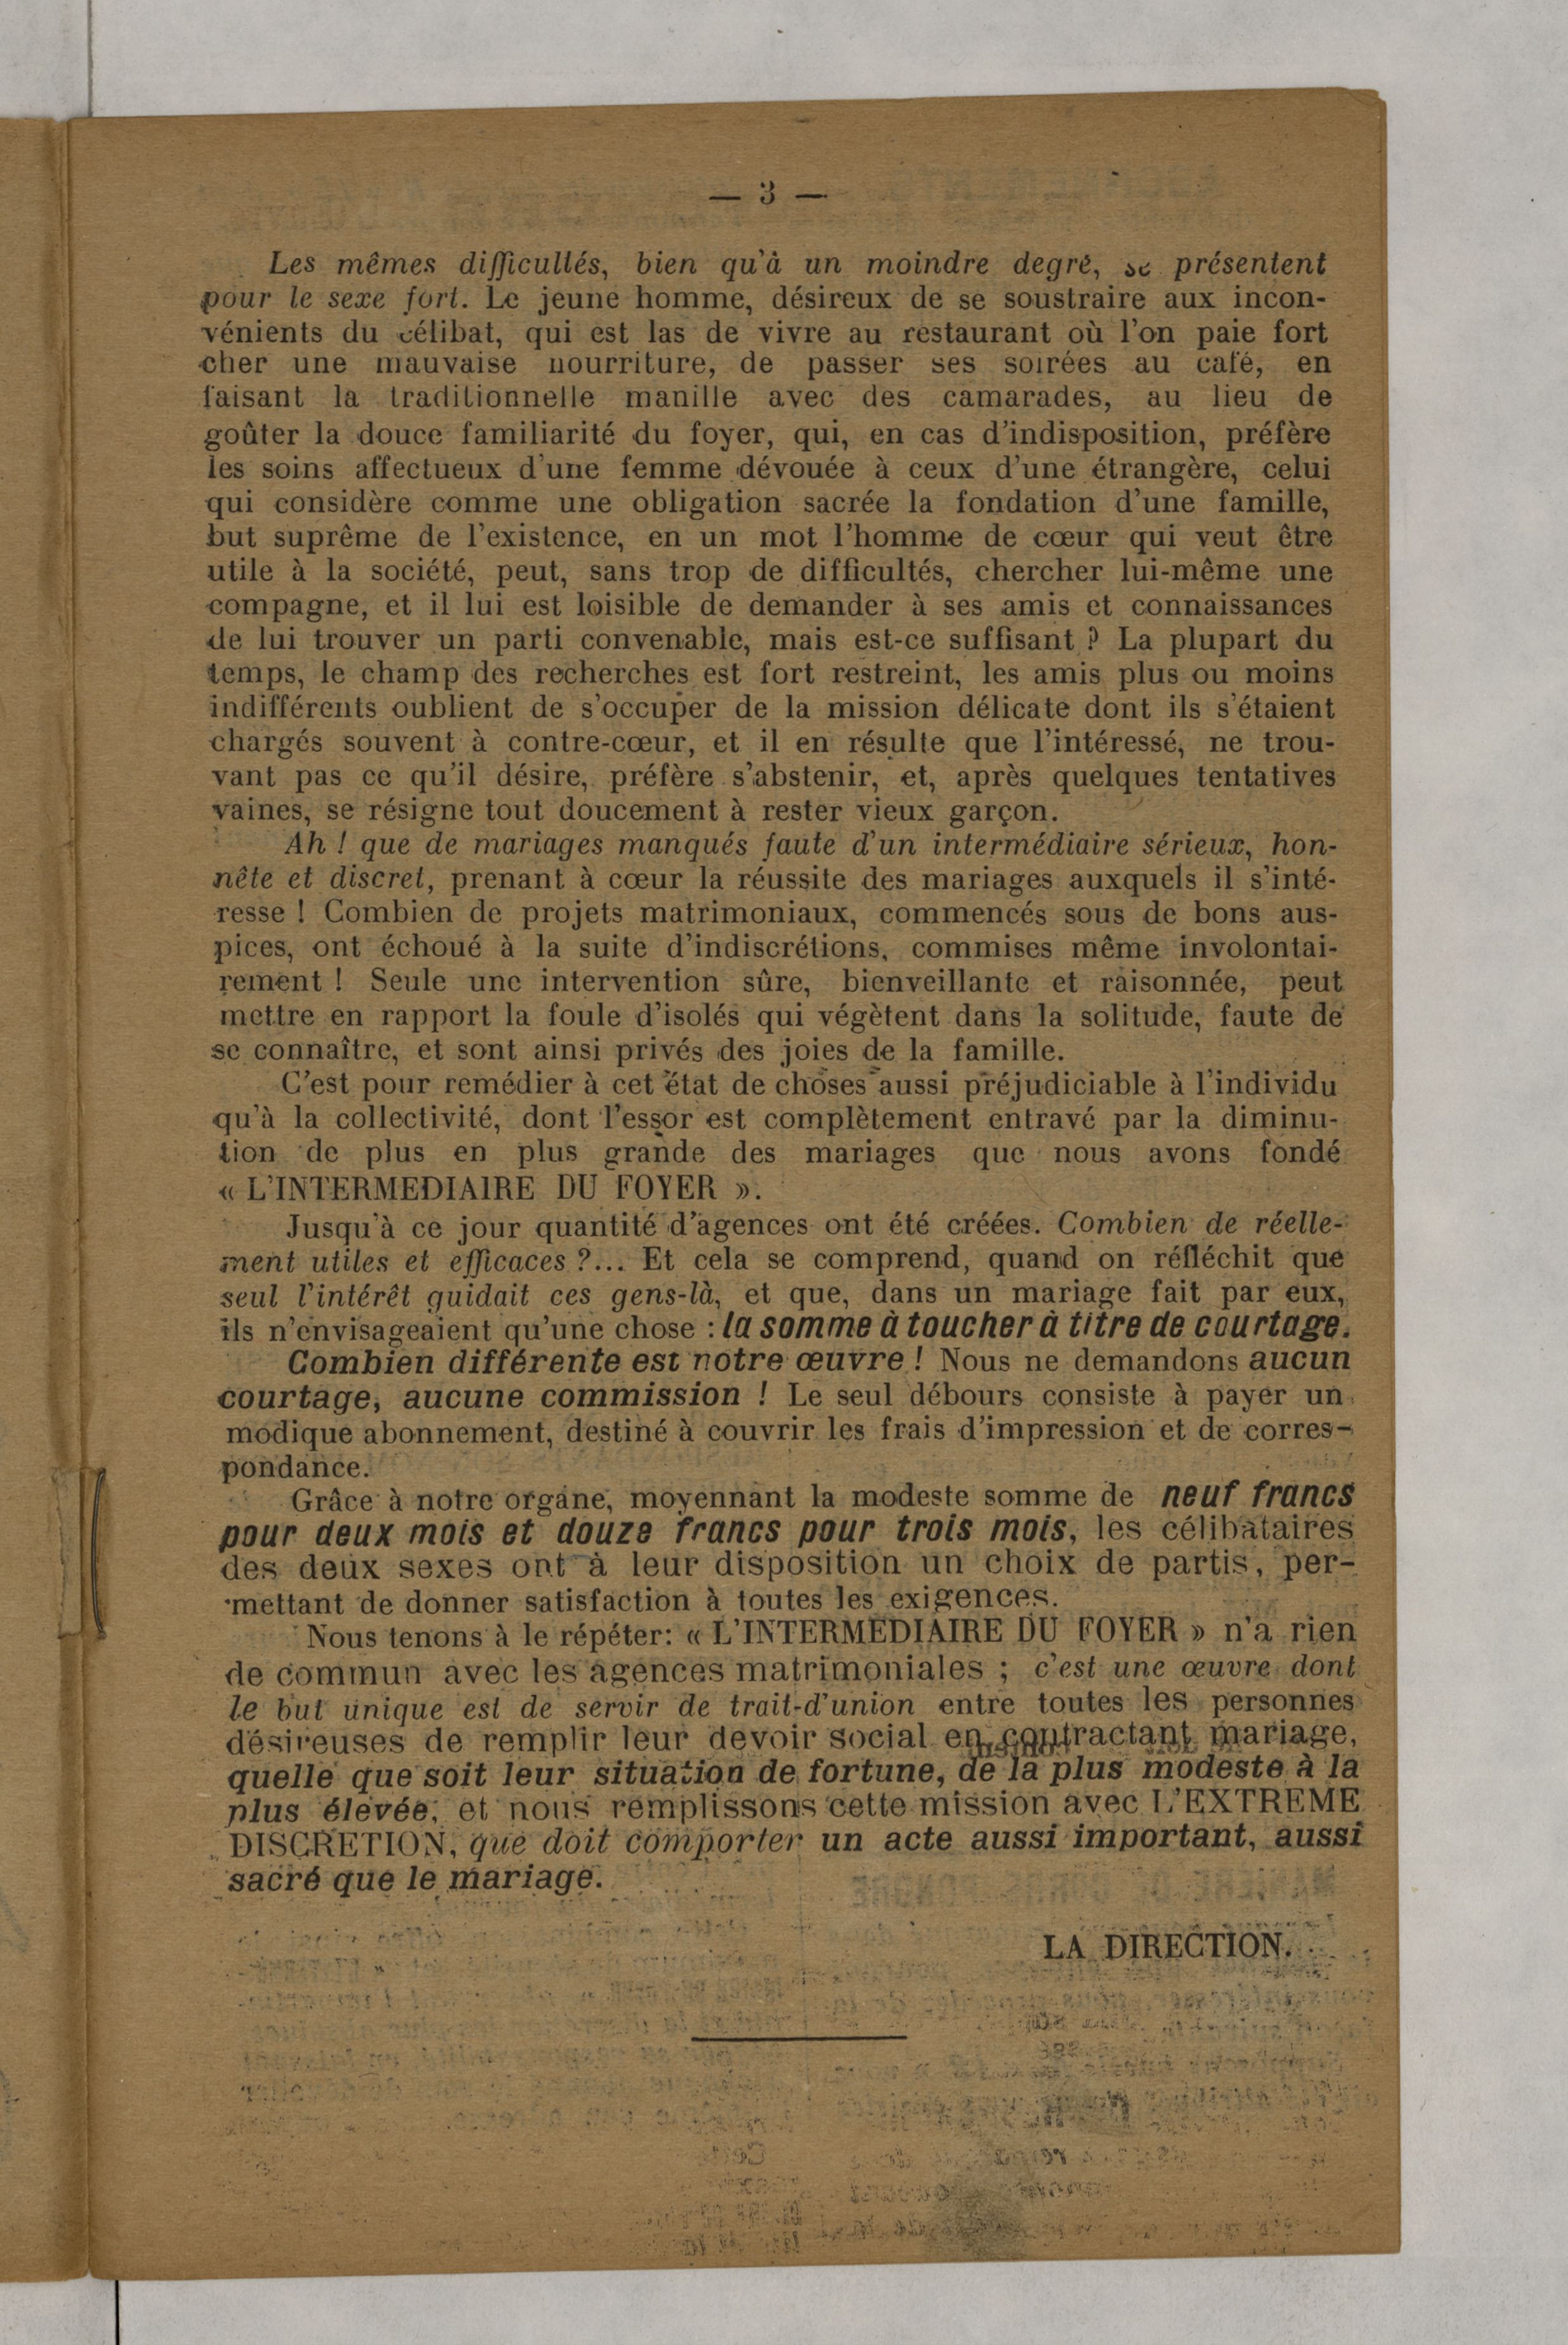 — 3 —
Les mêmes difficultés, bien qu'à un moindre degré, se présentent
pour le sexe fort. Le jeune homme, désireux de se soustraire aux incon-
vénients du célibat, qui est las de vivre au restaurant où l'on paie fort
cher une mauvaise nourriture, de passer ses soirées au café, en
faisant la traditionnelle manille avec des camarades, au lieu de
goûter la douce familiarité du foyer, qui, en cas d'indisposition, préfère
les soins affectueux d'une femme dévouée à ceux d'une étrangère, celui
qui considère comme une obligation sacrée la fondation d'une famille,
but suprême de l'existence, en un mot l'homme de cœur qui veut être
utile à la société, peut, sans trop de difficultés, chercher lui-même une
compagne, et il lui est loisible de demander à ses amis et connaissances
de lui trouver un parti convenable, mais est-ce suffisant ? La plupart du
temps, le champ des recherches est fort restreint, les amis plus ou moins
indifférents oublient de s'occuper de la mission délicate dont ils s'étaient
chargés souvent à contre-cœur, et il en résulte que l'intéressé, ne trou-
vant pas ce qu'il désire, préfère s'abstenir, et, après quelques tentatives
vaines, se résigne tout doucement à rester vieux garçon.
Ah ! que de mariages manqués faute d'un intermédiaire sérieux, hon-
nête et discret, prenant à cœur la réussite des mariages auxquels il s'inté-
resse ! Combien de projets matrimoniaux, commencés sous de bons aus-
pices, ont échoué à la suite d'indiscrétions, commises même involontai-
rement ! Seule une intervention sûre, bienveillante et raisonnée, peut
mettre en rapport la foule d'isolés qui végètent dans la solitude, faute de
se connaître, et sont ainsi privés des joies de la famille.
C'est pour remédier à cet état de choses aussi préjudiciable à l'individu
qu'à la collectivité, dont l'essor est complètement entravé par la diminu-
tion de plus en plus grande des mariages que nous avons fondé
« L'INTERMEDIAIRE DU FOYER ».
Jusqu'à ce jour quantité d'agences ont été créées. Combien de réelle-
ment utiles et efficaces ?... Et cela se comprend, quand on réfléchit que
seul l'intérêt guidait ces gens-là, et que, dans un mariage fait par eux,
ils n'envisageaient qu'une chose : la somme à toucher à titre de courtage.
Combien différente est notre œuvre ! Nous ne demandons aucun
courtage, aucune commission ! Le seul débours consiste à payer un
modique abonnement, destiné à couvrir les frais d'impression et de corres-
pondance.
Grâce à notre organe, moyennant la modeste somme de neuf francs
pour deux mois et douze francs pour trois mois, les célibataires
des deux sexes ont à leur disposition un choix de partis, per-
mettant de donner satisfaction à toutes les exigences.
Nous tenons à le répéter: « L'INTERMEDIAIRE DU FOYER » n'a rien
de commun avec les agences matrimoniales ; c'est une œuvre dont
le but unique est de servir de trait-d'union entre toutes les personnes
désireuses de remplir leur devoir social en contractant mariage,
quelle que soit leur situation de fortune, de la plus modeste à la
plus élevée, et nous remplissons cette mission avec L'EXTREME
DISCRETION, que doit comporter un acte aussi important, aussi
sacré que le mariage.
LA DIRECTION.